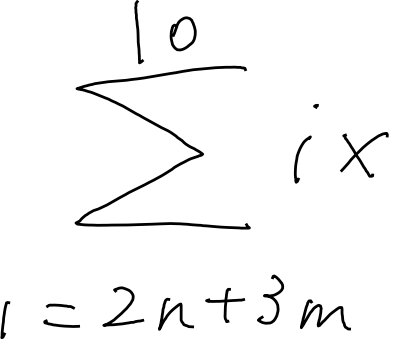 10
∑ ix
i = 2n + 3m